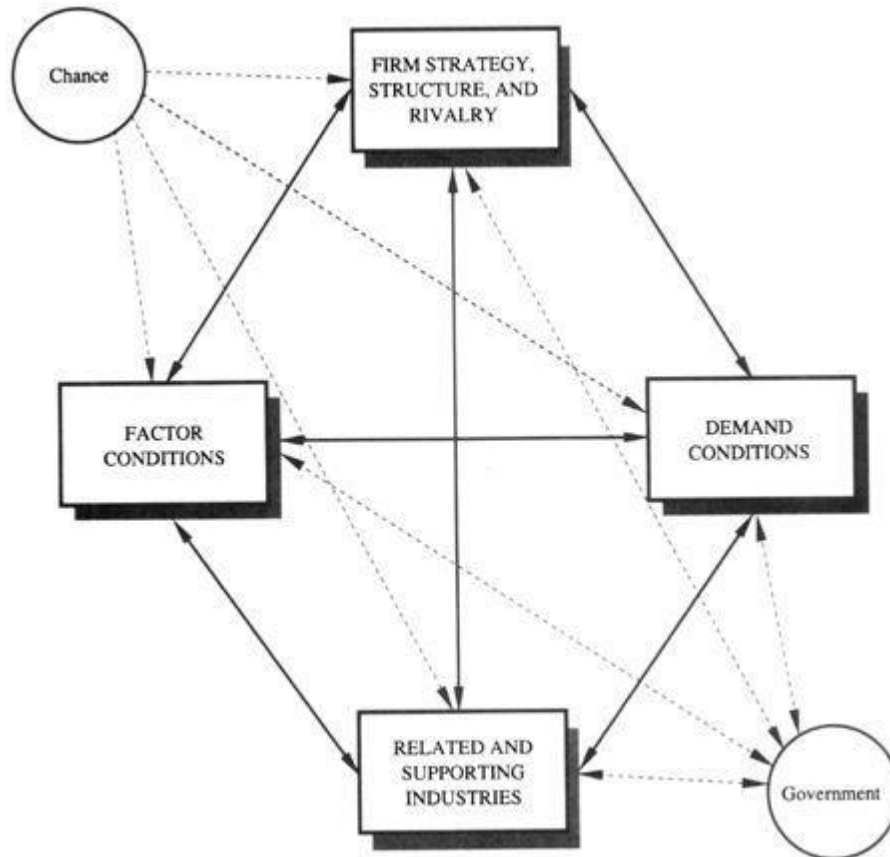 Chance
FIRM STRATEGY,
STRUCTURE, AND
RIVALRY
FACTOR
CONDITIONS
DEMAND
CONDITIONS
RELATED AND
SUPPORTING
INDUSTRIES
Government